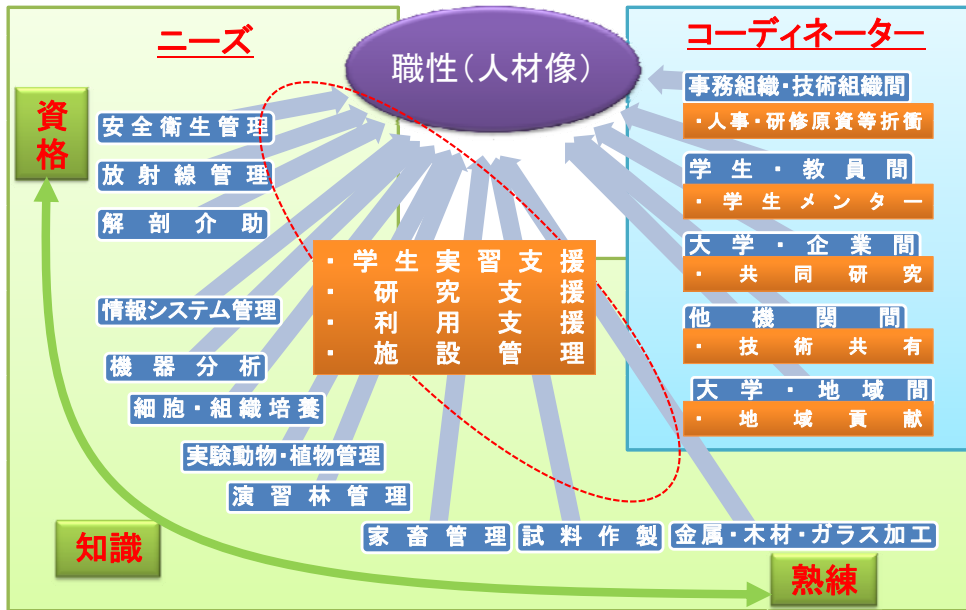 ニーズ
職性（人材像）
コーディネーター
資格
安全衛生管理
放射線管理
解剖介助
情報システム管理
機器分析
細胞・組織培養
実験動物・植物管理
演習林管理
家畜管理
試料作製
金属・木材・ガラス加工
・学生実習支援
・研究支援
・利用支援
・施設管理
事務組織・技術組織間
・人事・研修原資等折衝
学生・教員間
・学生メンター
大学・企業間
・共同研究
他機関間
・技術共有
大学・地域間
・地域貢献
知識
熟練